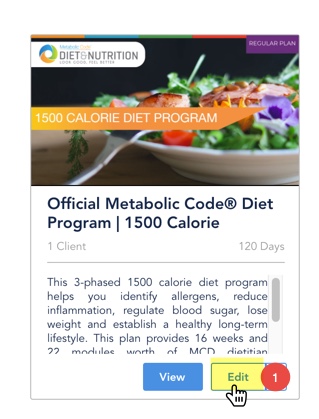 Metabolic Code
DIET&NUTRITION
LOOK GOOD, FEEL BETTER
REGULAR PLAN
1500 CALORIE DIET PROGRAM
Official Metabolic Code® Diet
Program | 1500 Calorie
1 Client
120 Days
This 3-phased 1500 calorie diet program
helps you identify allergens, reduce
inflammation, regulate blood sugar, lose
weight and establish a healthy long-term
lifestyle. This plan provides 16 weeks and
22 modules worth of MCD dietitian
View
Edit
1